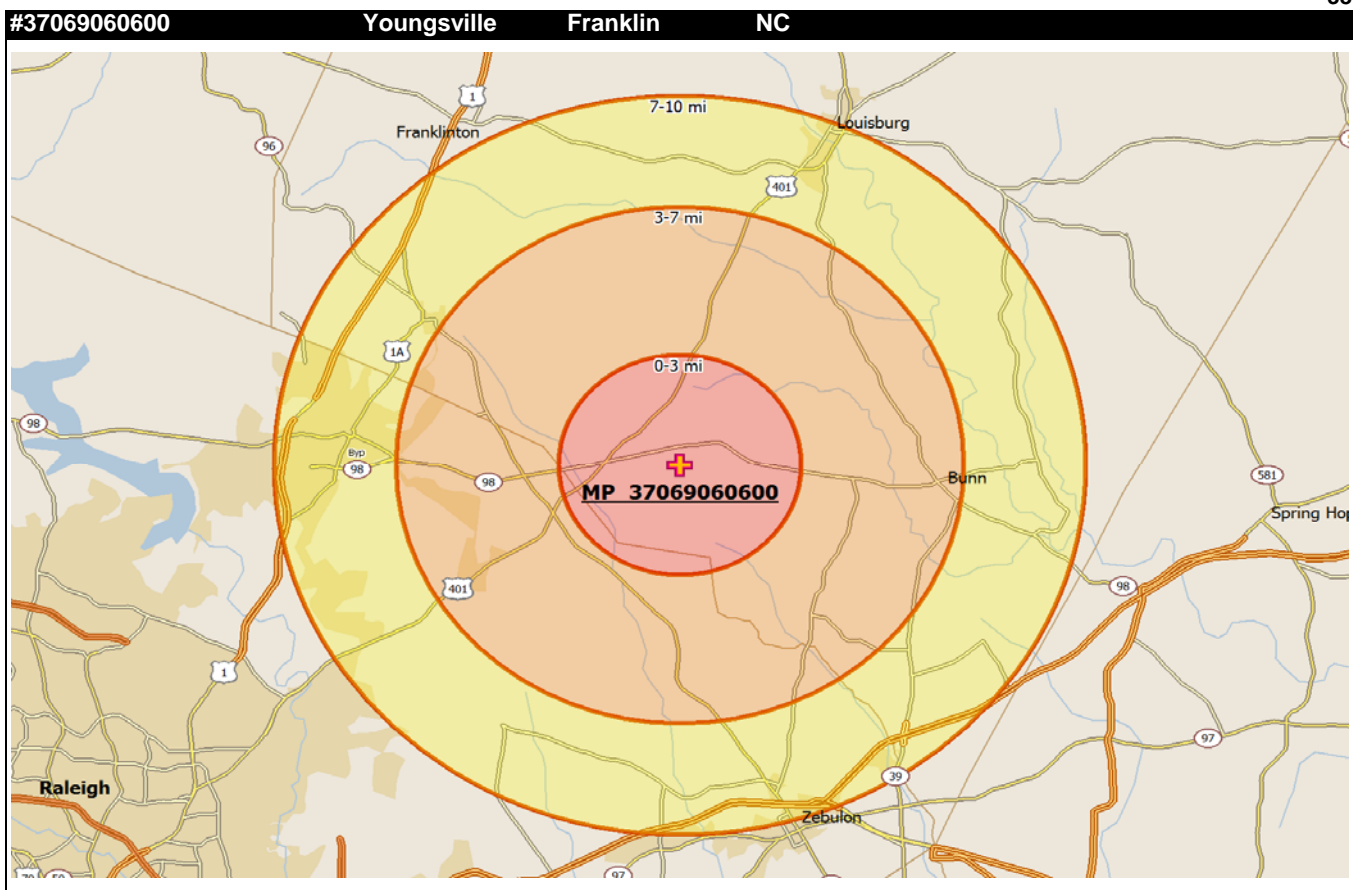 #37069060600 Youngsville Franklin NC
7-10 mi
1
Franklinton
Louisburg
96
401
3-7 mi
1A
0-3 mi
98
Byp
98
98
MP 37069060600
Bunn
581
Spring Hop
401
98
1
97
39
Raleigh
Zebulon
97